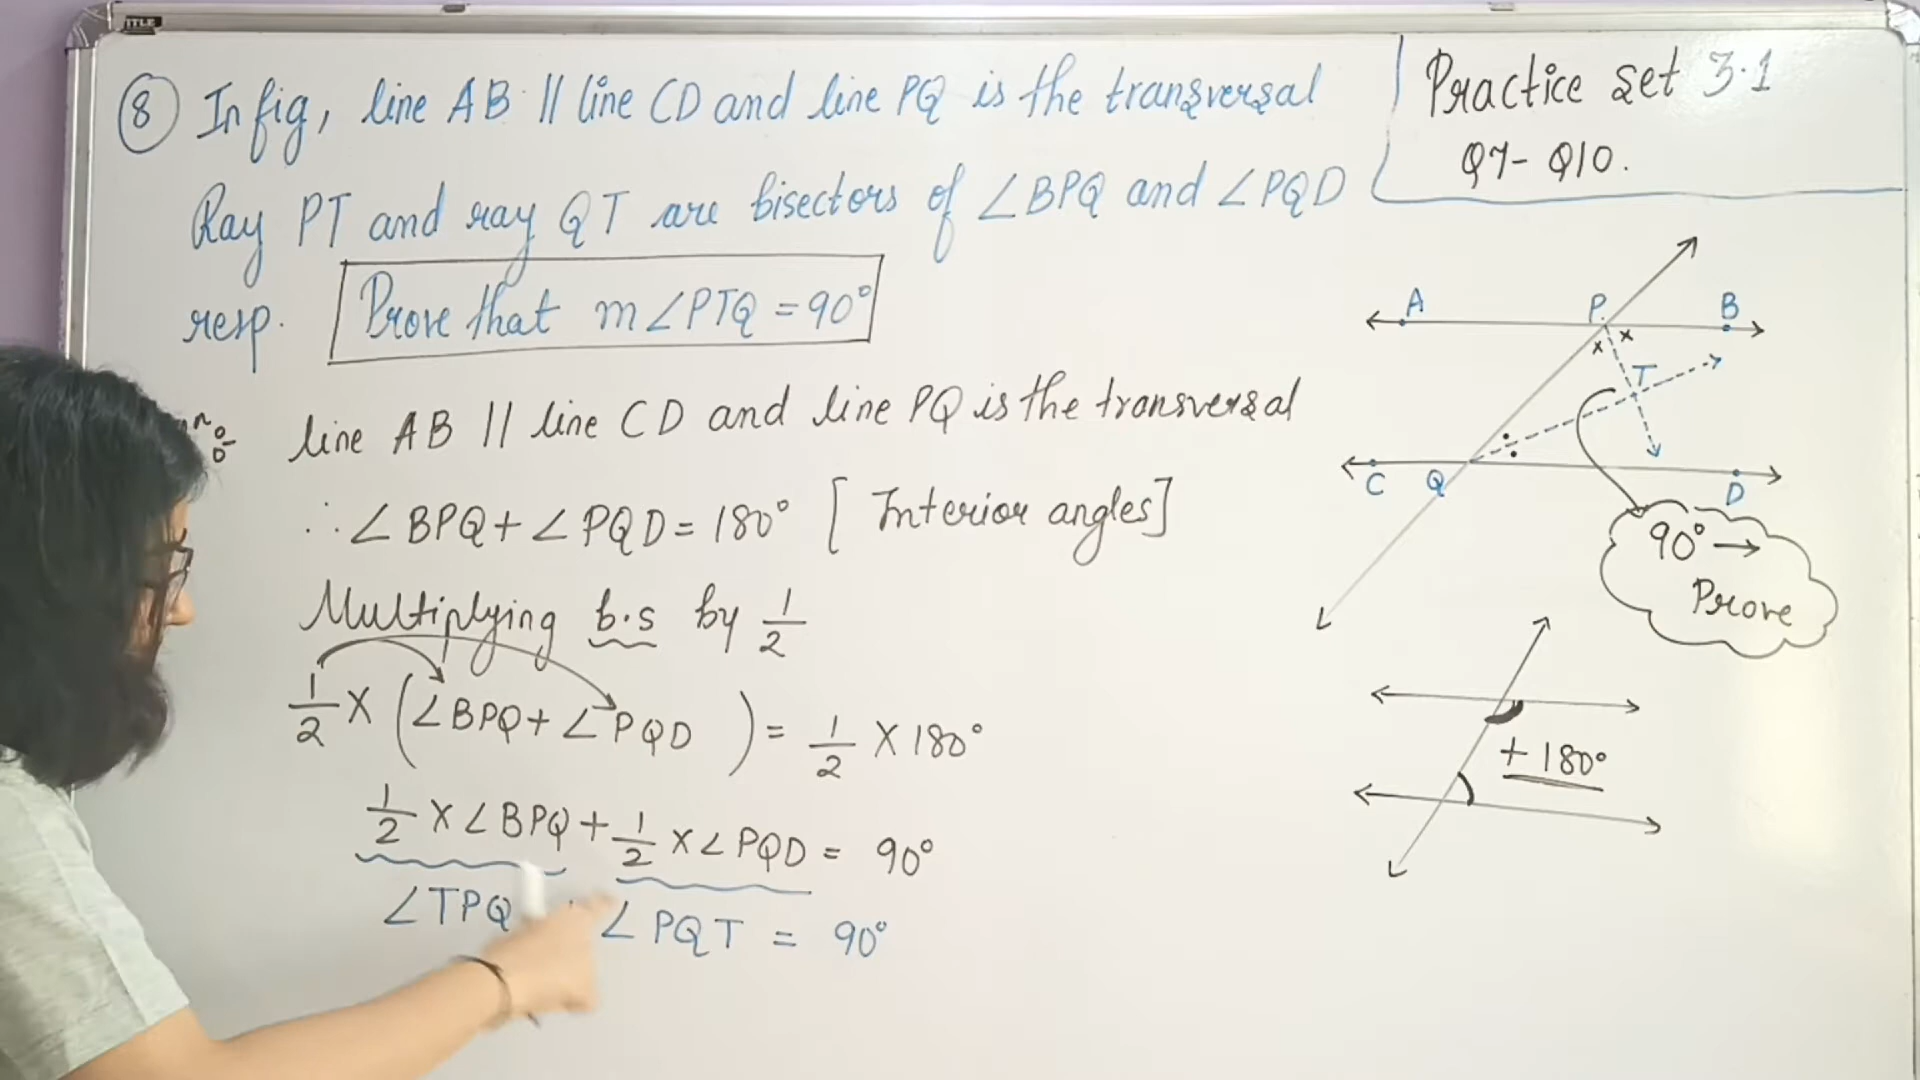 ITLE
8 In fig, line AB || line CD and line PQ is the transversal
Ray PT and ray QT are bisectors of ∠BPQ and ∠PQD
resp. Prove that m∠PTQ = 90°
line AB || line CD and line PQ is the transversal
∴ ∠BPQ + ∠PQD = 180° [Interior angles]
Multiplying b.s by 1/2
1/2 × (∠BPQ + ∠PQD) = 1/2 × 180°
1/2 × ∠BPQ + 1/2 × ∠PQD = 90°
∠TPQ ∠PQT = 90°
Practice set 3.1
Q7- Q10.
A P B
x x
T
C Q D
90° →
Prove
+ 180°